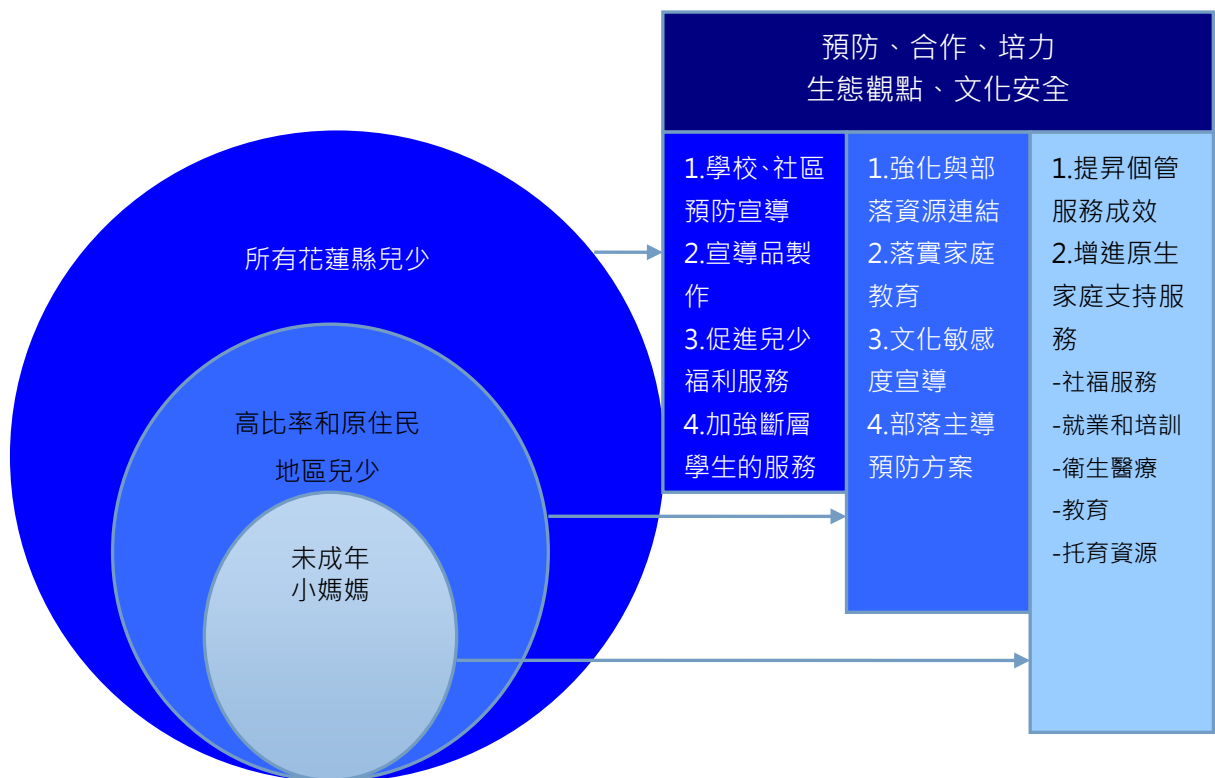 預防、合作、培力
生態觀點、文化安全
所有花蓮縣兒少
高比率和原住民
地區兒少
未成年
小媽媽
1.學校、社區
預防宣導
2.宣導品製
作
3.促進兒少
福利服務
4.加強斷層
學生的服務
1.強化與部
落資源連結
2.落實家庭
教育
3.文化敏感
度宣導
4.部落主導
預防方案
1.提昇個管
服務成效
2.增進原生
家庭支持服
務
-社福服務
-就業和培訓
-衛生醫療
-教育
-托育資源